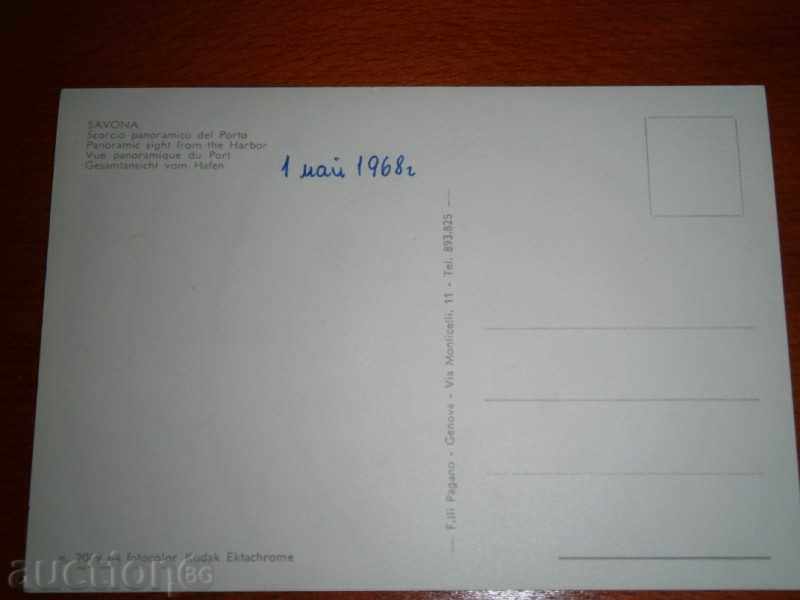 SAVONA
Scorcio panoramico del Porto
Panoramic sight from the Harbor
Vue panoramique du Port
Gesamtansicht vom Hafen
1 май 1968г
F.lli Pagano - Genova - Via Monticelli, 11 - Tel. 893.825
fotocolor Kodak Ektachrome
auction BG